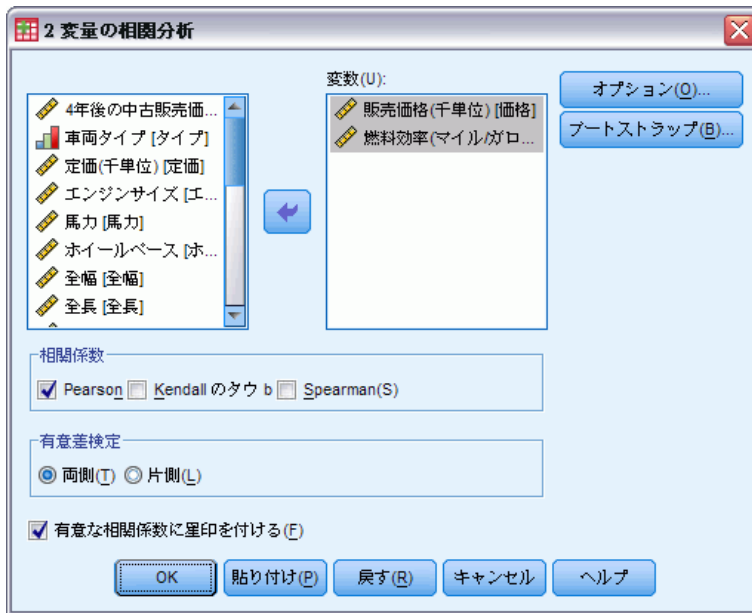 2 変量の相関分析
変数(U):
4年後の中古販売価...
車両タイプ [タイプ]
定価(千単位) [定価]
エンジンサイズ [エ...
馬力 [馬力]
ホイールベース [ホ...
全幅 [全幅]
全長 [全長]
販売価格(千単位) [価格]
燃料効率(マイル/ガロ...
オプション(O)...
ブートストラップ(B)...
相関係数
Pearson Kendall のタウ b Spearman(S)
有意差検定
両側(T) 片側(L)
有意な相関係数に星印を付ける(F)
OK 貼り付け(P) 戻す(R) キャンセル ヘルプ